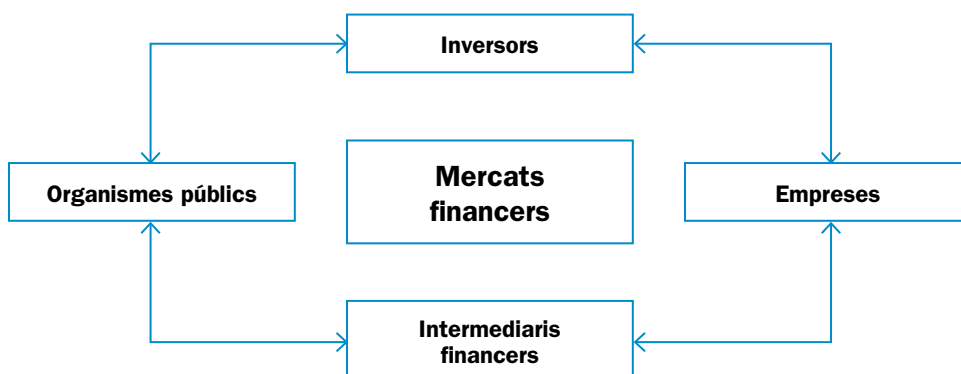 Inversors
Organismes públics
Mercats
financers
Empreses
Intermediaris
financers